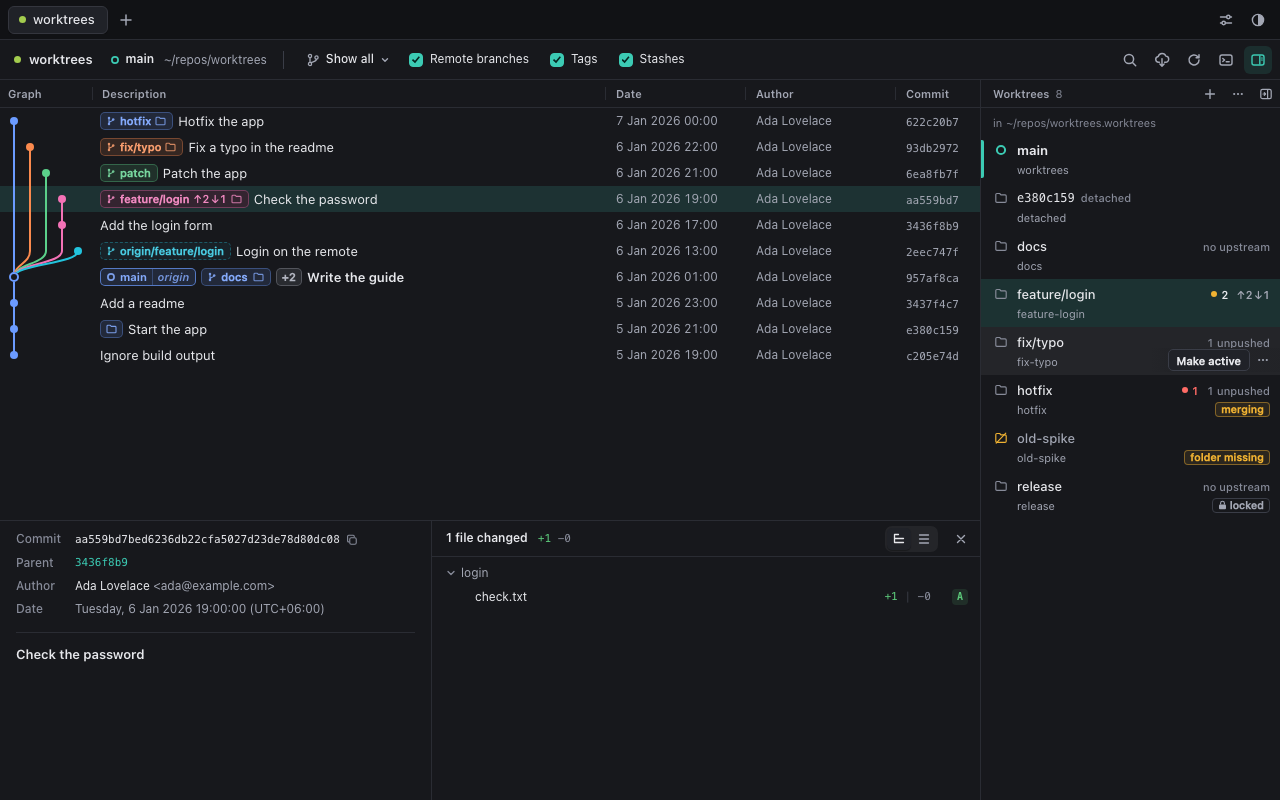 worktrees
worktrees main ~/repos/worktrees Show all Remote branches Tags Stashes
Graph Description Date Author Commit
hotfix Hotfix the app 7 Jan 2026 00:00 Ada Lovelace 622c20b7
fix/typo Fix a typo in the readme 6 Jan 2026 22:00 Ada Lovelace 93db2972
patch Patch the app 6 Jan 2026 21:00 Ada Lovelace 6ea8fb7f
feature/login ↑2↓1 Check the password 6 Jan 2026 19:00 Ada Lovelace aa559bd7
Add the login form 6 Jan 2026 17:00 Ada Lovelace 3436f8b9
origin/feature/login Login on the remote 6 Jan 2026 13:00 Ada Lovelace 2eec747f
main origin docs +2 Write the guide 6 Jan 2026 01:00 Ada Lovelace 957af8ca
Add a readme 5 Jan 2026 23:00 Ada Lovelace 3437f4c7
Start the app 5 Jan 2026 21:00 Ada Lovelace e380c159
Ignore build output 5 Jan 2026 19:00 Ada Lovelace c205e74d
Worktrees 8
in ~/repos/worktrees.worktrees
main
worktrees
e380c159 detached
detached
docs no upstream
docs
feature/login 2 ↑2↓1
feature-login
fix/typo 1 unpushed
fix-typo Make active
hotfix 1 1 unpushed
hotfix merging
old-spike
old-spike folder missing
release no upstream
release locked
Commit aa559bd7bed6236db22cfa5027d23de78d80dc08
Parent 3436f8b9
Author Ada Lovelace <ada@example.com>
Date Tuesday, 6 Jan 2026 19:00:00 (UTC+06:00)
Check the password
1 file changed +1 −0
login
check.txt +1 −0 A